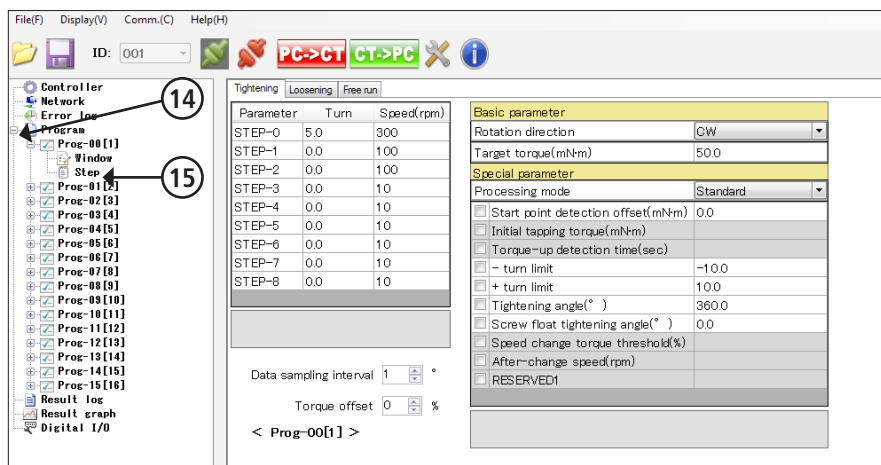 File(F) Display(V) Comm.(C) Help(H)
ID: 001 PC->CT CT->PC
Controller
Network
Error log
Program
Prog-00[1]
Window
Step
Prog-01[2]
Prog-02[3]
Prog-03[4]
Prog-04[5]
Prog-05[6]
Prog-06[7]
Prog-07[8]
Prog-08[9]
Prog-09[10]
Prog-10[11]
Prog-11[12]
Prog-12[13]
Prog-13[14]
Prog-14[15]
Prog-15[16]
Result log
Result graph
Digital I/O
14
15
Tightening Loosening Free run
Parameter Turn Speed(rpm)
STEP-0 5.0 300
STEP-1 0.0 100
STEP-2 0.0 100
STEP-3 0.0 10
STEP-4 0.0 10
STEP-5 0.0 10
STEP-6 0.0 10
STEP-7 0.0 10
STEP-8 0.0 10
Data sampling interval 1 °
Torque offset 0 %
< Prog-00[1] >
Basic parameter
Rotation direction CW
Target torque(mN·m) 50.0
Special parameter
Processing mode Standard
Start point detection offset(mN·m) 0.0
Initial tapping torque(mN·m)
Torque-up detection time(sec)
- turn limit -10.0
+ turn limit 10.0
Tightening angle(° ) 360.0
Screw float tightening angle(° ) 0.0
Speed change torque threshold(%)
After-change speed(rpm)
RESERVED1